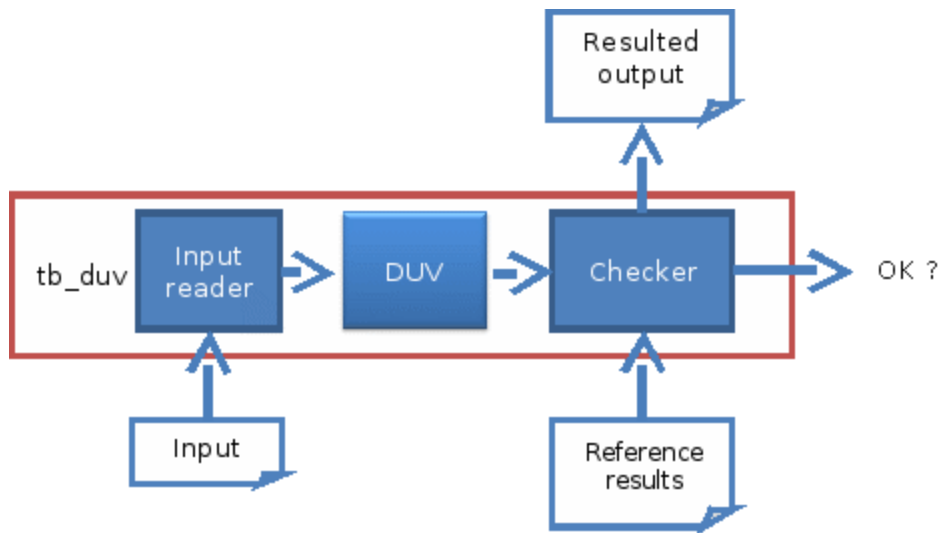 Resulted
output
tb_duv
Input
reader
DUV
Checker
OK ?
Input
Reference
results